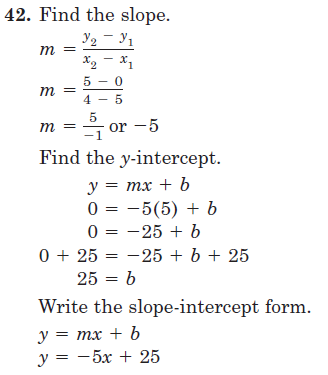 42. Find the slope.
m = y₂ − y₁ / x₂ − x₁
m = 5 − 0 / 4 − 5
m = 5 / −1 or −5
Find the y-intercept.
y = mx + b
0 = −5(5) + b
0 = −25 + b
0 + 25 = −25 + b + 25
25 = b
Write the slope-intercept form.
y = mx + b
y = −5x + 25